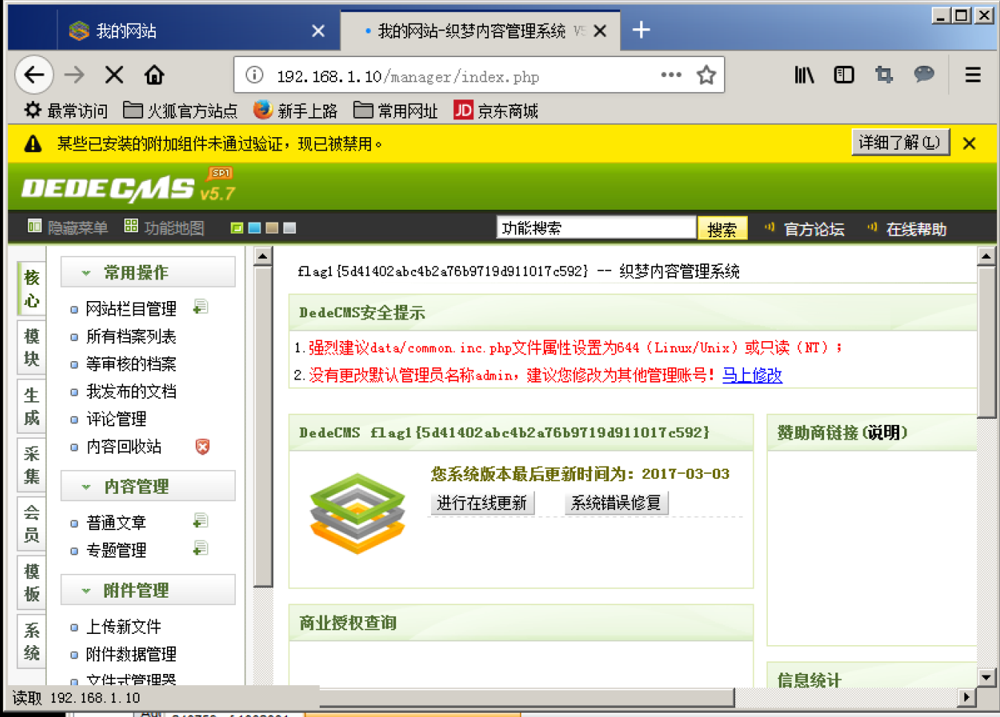 我的网站
我的网站-织梦内容管理系统 V5
192.168.1.10/manager/index.php
最常访问 火狐官方站点 新手上路 常用网址 JD 京东商城
某些已安装的附加组件未通过验证，现已被禁用。 详细了解(L)
DEDECMS v5.7 SP1
隐藏菜单 功能地图 功能搜索 搜索 官方论坛 在线帮助
核心
模块
生成
采集
会员
模板
系统
常用操作
网站栏目管理
所有档案列表
等审核的档案
我发布的文档
评论管理
内容回收站
内容管理
普通文章
专题管理
附件管理
上传新文件
附件数据管理
文件式管理器
flag1{5d41402abc4b2a76b9719d911017c592} -- 织梦内容管理系统
DedeCMS安全提示
1.强烈建议data/common.inc.php文件属性设置为644（Linux/Unix）或只读（NT）；
2.没有更改默认管理员名称admin，建议您修改为其他管理账号！马上修改
DedeCMS flag1{5d41402abc4b2a76b9719d911017c592}
您系统版本最后更新时间为：2017-03-03
进行在线更新 系统错误修复
商业授权查询
赞助商链接(说明)
信息统计
读取 192.168.1.10